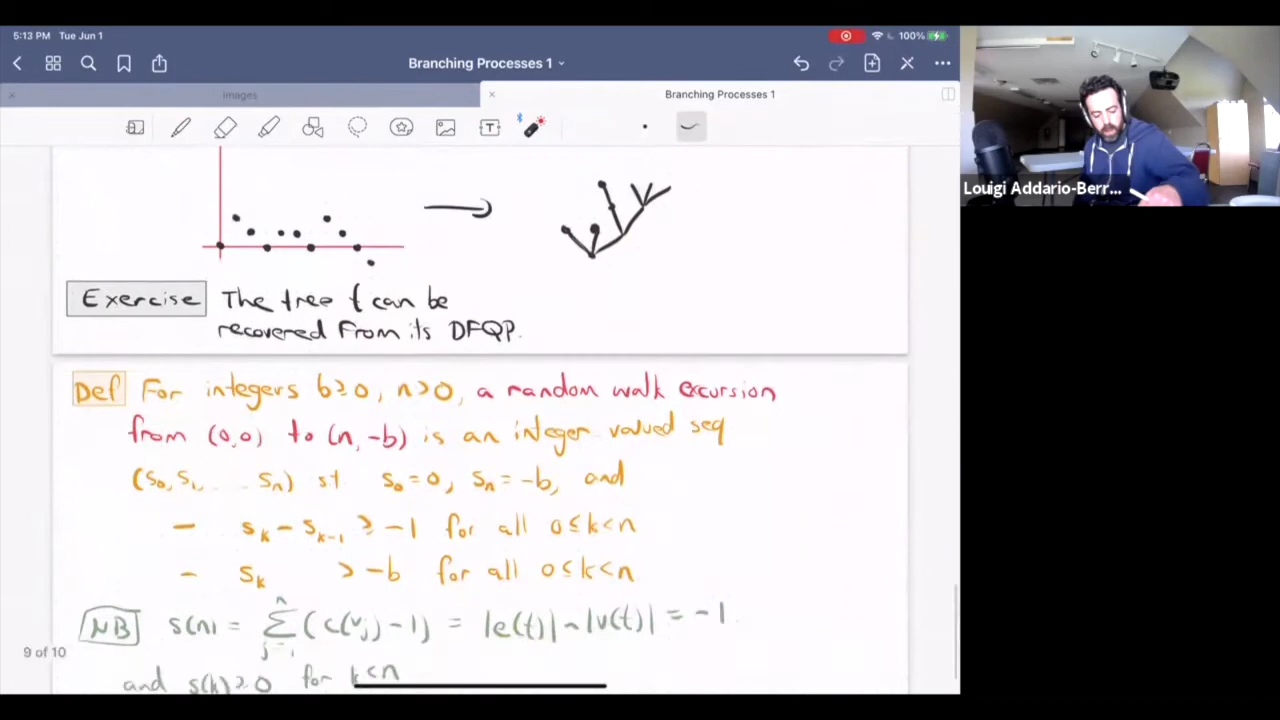 5:13 PM Tue Jun 1
100%
Branching Processes 1
Images
Branching Processes 1
T
Louigi Addario-Berr...
Exercise The tree t can be
recovered from its DFQP.
Def For integers b≥0, n>0, a random walk excursion
from (0,0) to (n,-b) is an integer valued seq
(s₀, s₁, ... sₙ) st s₀=0, sₙ=-b, and
- sₖ - sₖ₋₁ ≥ -1 for all 0≤k<n
- sₖ > -b for all 0≤k<n
NB s(n) = Σⁿⱼ₌₁ (c(vⱼ)-1) = |e(t)| - |v(t)| = -1
9 of 10
and s(k)≥0 for k<n